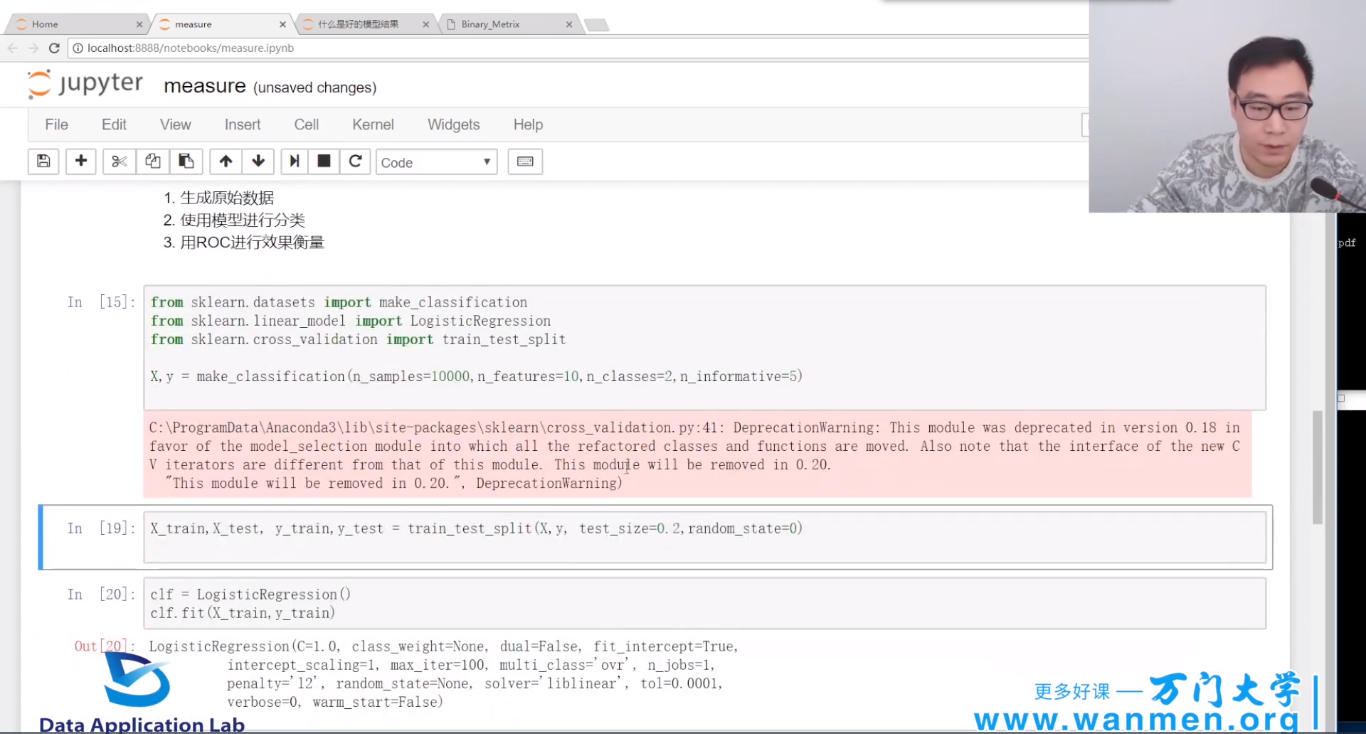 Home
measure
什么是好的模型结果
Binary_Metrix
localhost:8888/notebooks/measure.ipynb
jupyter measure (unsaved changes)
File Edit View Insert Cell Kernel Widgets Help
Code
1. 生成原始数据
2. 使用模型进行分类
3. 用ROC进行效果衡量
pdf
In [15]:
from sklearn.datasets import make_classification
from sklearn.linear_model import LogisticRegression
from sklearn.cross_validation import train_test_split
X,y = make_classification(n_samples=10000,n_features=10,n_classes=2,n_informative=5)
C:\ProgramData\Anaconda3\lib\site-packages\sklearn\cross_validation.py:41: DeprecationWarning: This module was deprecated in version 0.18 in
favor of the model_selection module into which all the refactored classes and functions are moved. Also note that the interface of the new C
V iterators are different from that of this module. This module will be removed in 0.20.
"This module will be removed in 0.20.", DeprecationWarning)
In [19]:
X_train,X_test, y_train,y_test = train_test_split(X,y, test_size=0.2,random_state=0)
In [20]:
clf = LogisticRegression()
clf.fit(X_train,y_train)
Out[20]:
LogisticRegression(C=1.0, class_weight=None, dual=False, fit_intercept=True,
intercept_scaling=1, max_iter=100, multi_class='ovr', n_jobs=1,
penalty='l2', random_state=None, solver='liblinear', tol=0.0001,
verbose=0, warm_start=False)
Data Application Lab
更多好课 — 万门大学
www.wanmen.org